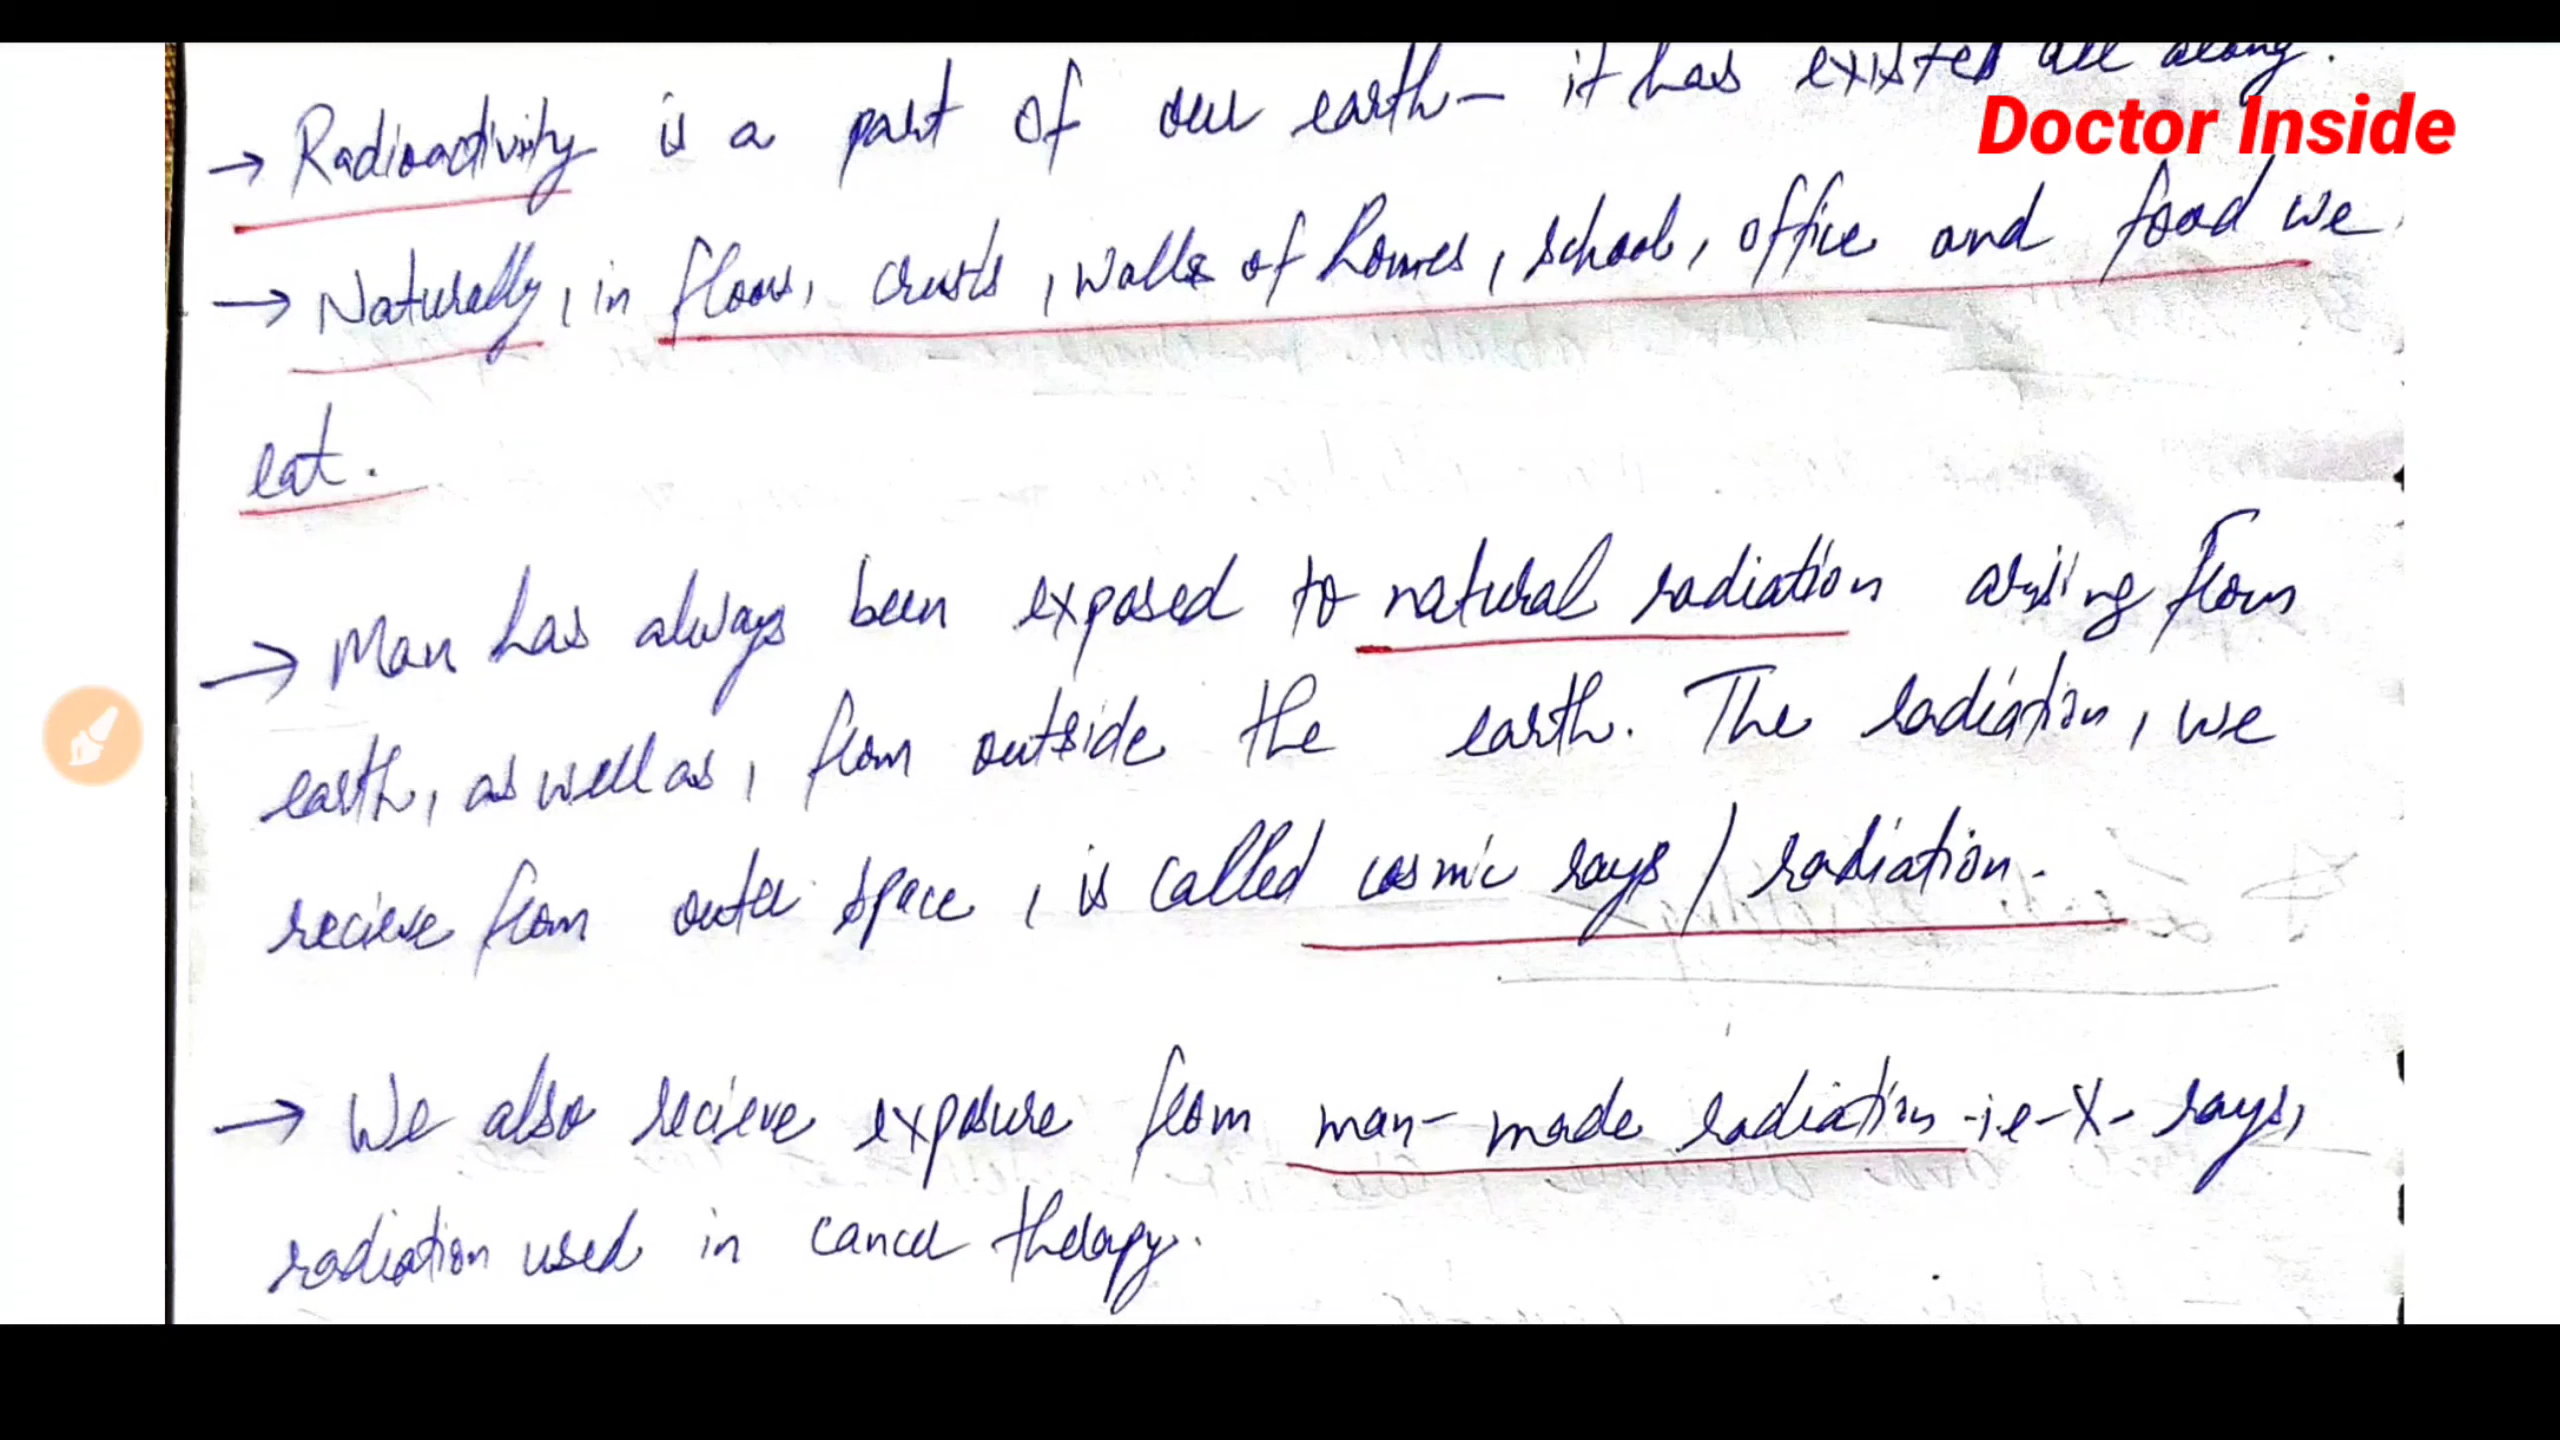 → Radioactivity is a part of our earth - it has existed all along.
Doctor Inside
→ Naturally, in floors, crusts, walls of homes, school, office and food we
eat.
→ Man has always been exposed to natural radiation arising from
earth, as well as, from outside the earth. The radiation, we
recieve from outer space, is called cosmic rays / radiation.
→ We also recieve exposure from man-made radiation -i.e- X- rays,
radiation used in cancer therapy.